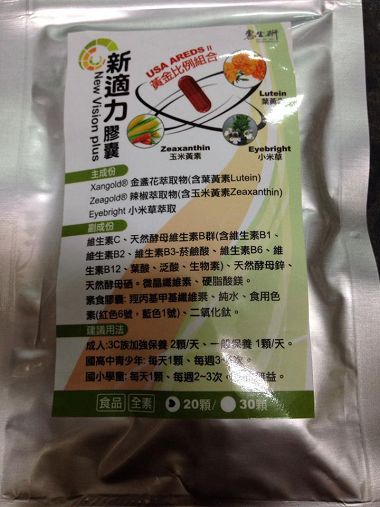 新適力膠囊
New Vision plus
USA AREDS II
黃金比例組合
Lutein
葉黃
Zeaxanthin
玉米黃素
Eyebright
小米草
主成份
Xangold® 金盞花萃取物(含葉黃素Lutein)
Zeagold® 辣椒萃取物(含玉米黃素Zeaxanthin)
Eyebright 小米草萃取
副成份
維生素C、天然酵母維生素B群(含維生素B1、
維生素B2、維生素B3-菸鹼酸、維生素B6、維
生素B12、葉酸、泛酸、生物素)、天然酵母鋅、
天然酵母硒。微晶纖維素、硬脂酸鎂。
素食膠囊: 羥丙基甲基纖維素、純水、食用色
素(紅色6號，藍色1號)、二氧化鈦。
建議用法
成人:3C族加強保養 2顆/天、一般保養 1顆/天。
國高中青少年: 每天1顆、每週3
國小學童: 每天1顆、每週2~3次、益。
食品 全素 20顆/ 30顆